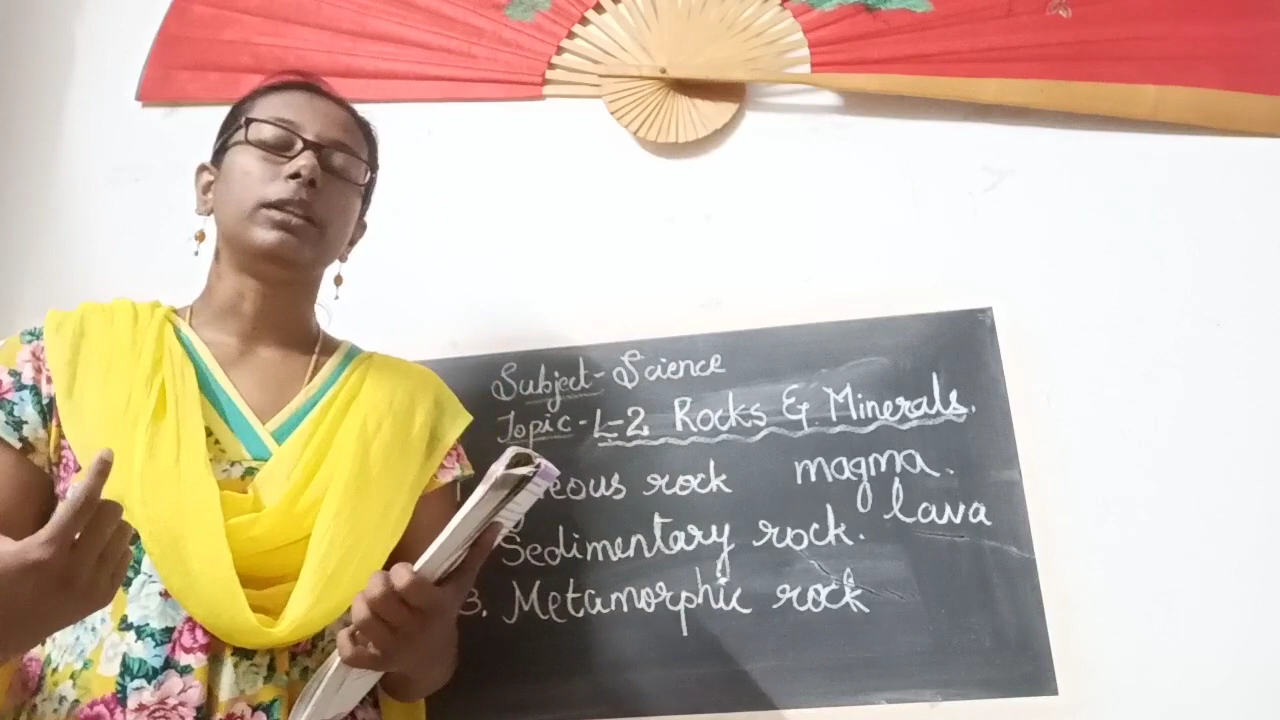 Subject-Science
Topic-L-2 Rocks & Minerals.
eous rock magma.
lava
Sedimentary rock.
3. Metamorphic rock